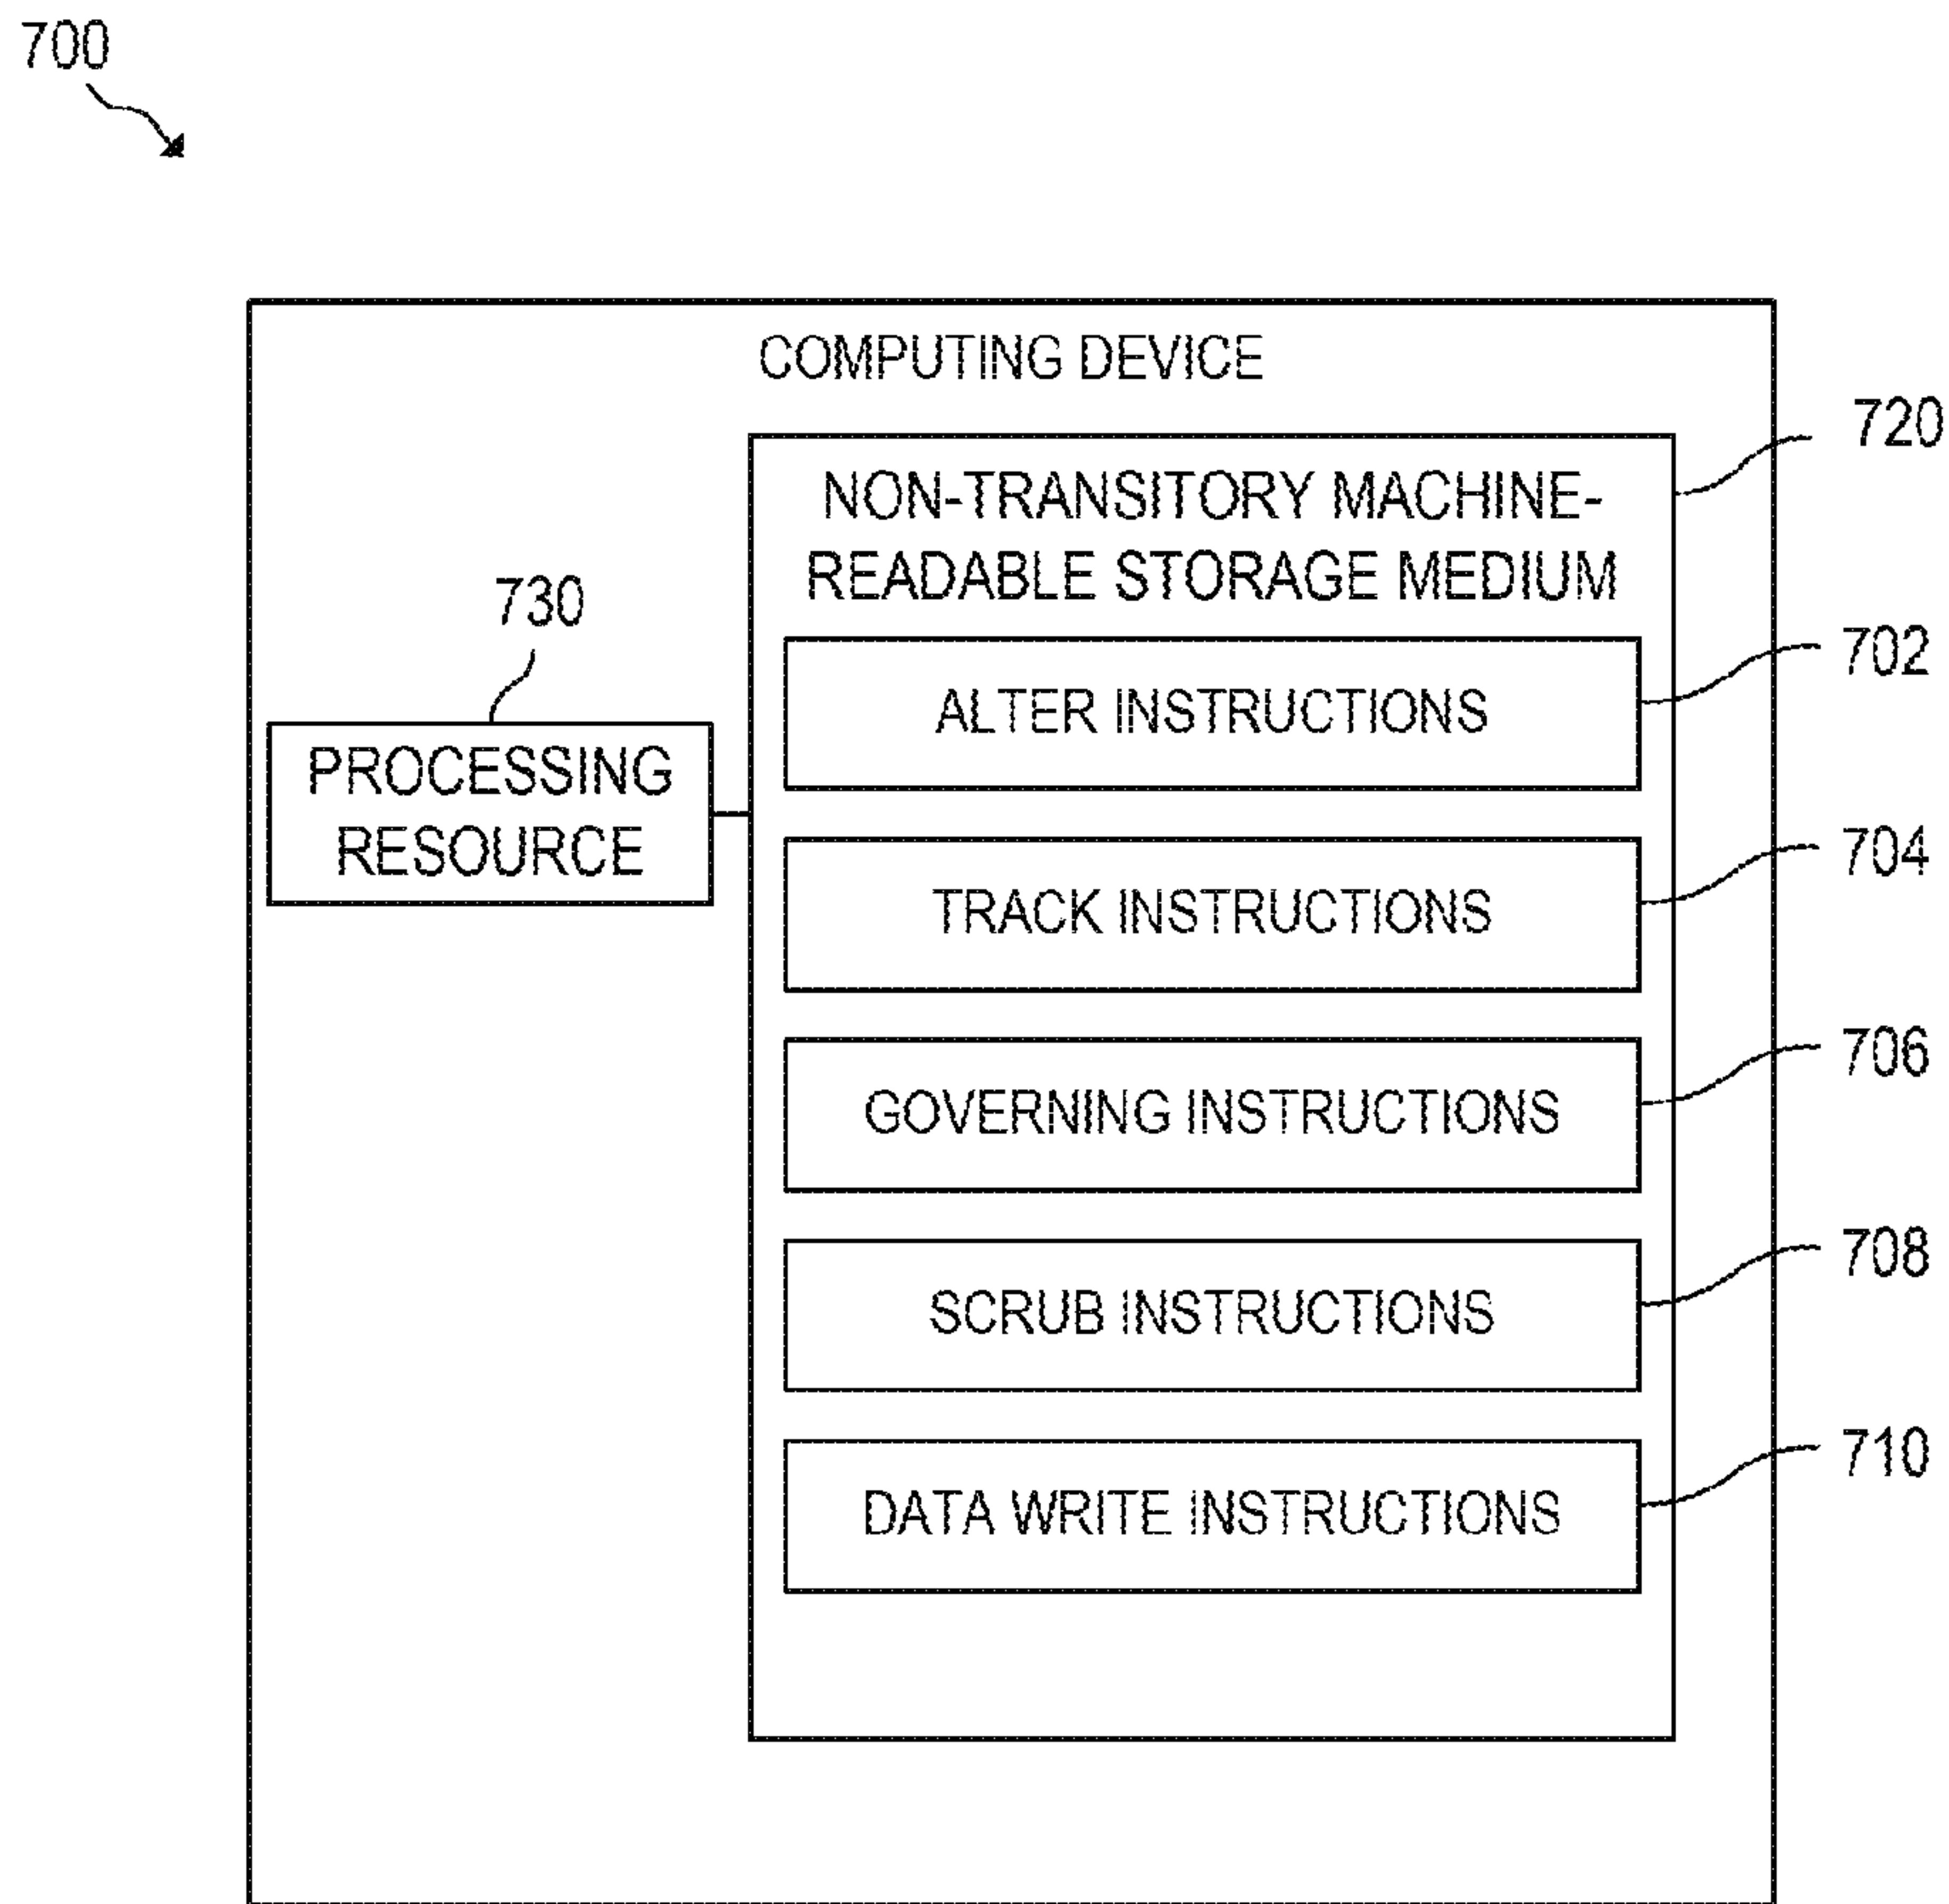 700
COMPUTING DEVICE
720
NON-TRANSITORY MACHINE-
READABLE STORAGE MEDIUM
730
PROCESSING
RESOURCE
702
ALTER INSTRUCTIONS
704
TRACK INSTRUCTIONS
706
GOVERNING INSTRUCTIONS
708
SCRUB INSTRUCTIONS
710
DATA WRITE INSTRUCTIONS